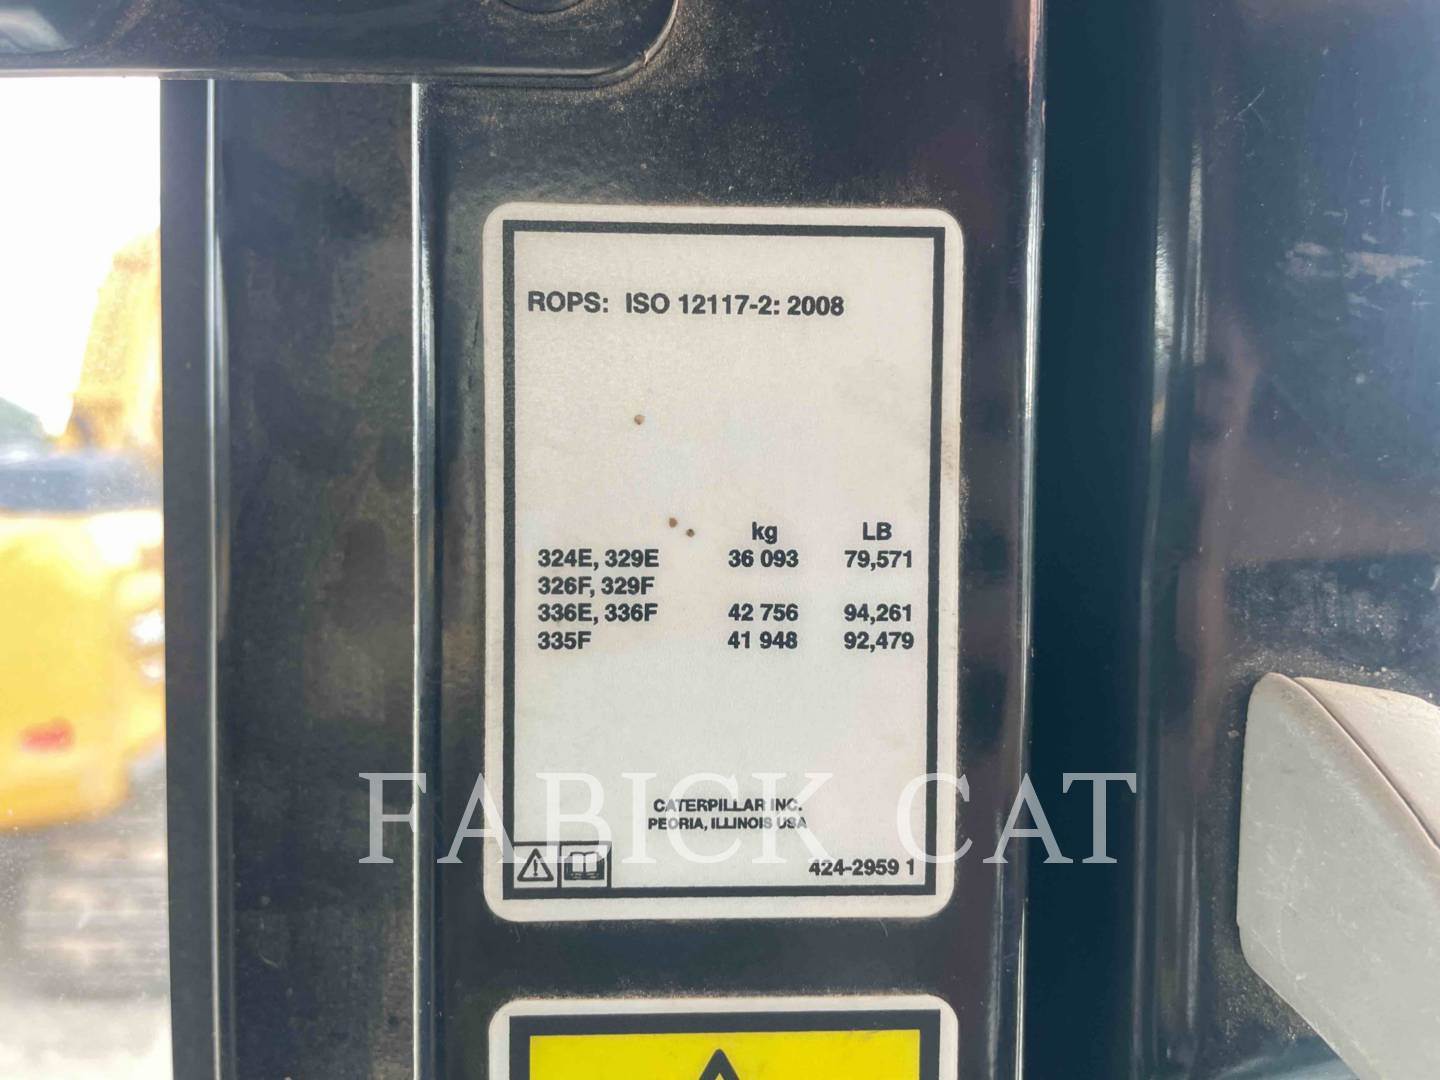 ROPS: ISO 12117-2: 2008
kg LB
324E, 329E 36 093 79,571
326F, 329F
336E, 336F 42 756 94,261
335F 41 948 92,479
CATERPILLAR INC.
PEORIA, ILLINOIS USA
FABICK CAT
424-2959 1